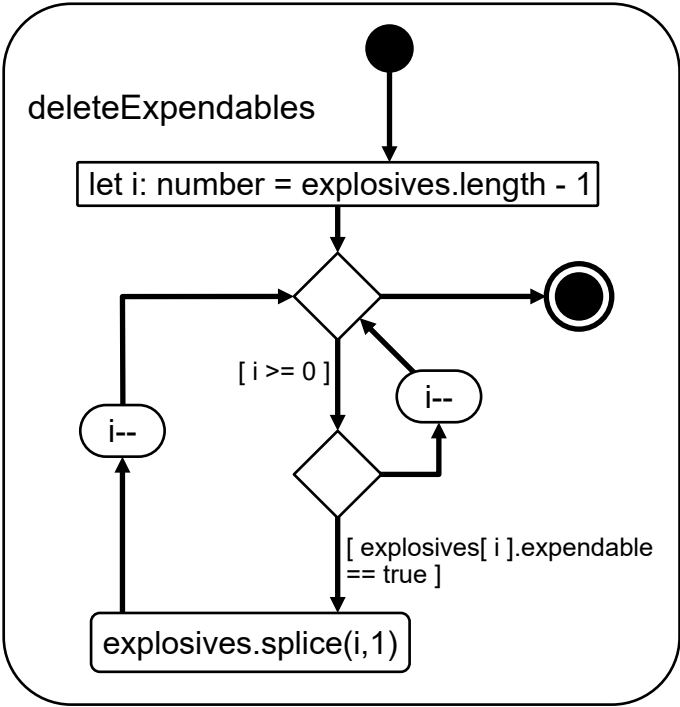 deleteExpendables
let i: number = explosives.length - 1
[ i >= 0 ]
i--
i--
[ explosives[ i ].expendable
== true ]
explosives.splice(i,1)